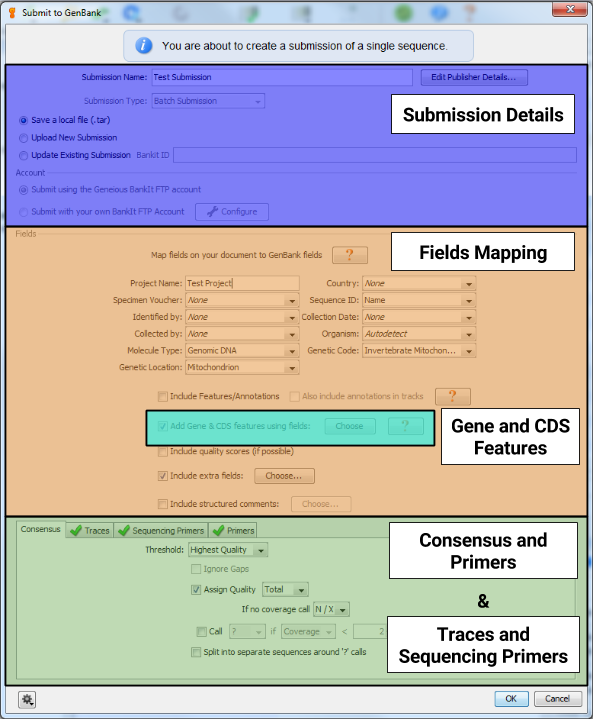 Submit to GenBank
You are about to create a submission of a single sequence.
Submission Name: Test Submission Edit Publisher Details...
Submission Type: Batch Submission
Submission Details
Save a local file (.tar)
Upload New Submission
Update Existing Submission BankIt ID
Account
Submit using the Geneious BankIt FTP account
Submit with your own BankIt FTP Account Configure
Fields
Map fields on your document to GenBank fields ?
Fields Mapping
Project Name: Test Project Country: None
Specimen Voucher: None Sequence ID: Name
Identified by: None Collection Date: None
Collected by: None Organism: Autodetect
Molecule Type: Genomic DNA Genetic Code: Invertebrate Mitochon...
Genetic Location: Mitochondrion
Include Features/Annotations Also include annotations in tracks ?
Add Gene & CDS features using fields: Choose ?
Gene and CDS
Features
Include quality scores (if possible)
Include extra fields: Choose...
Include structured comments: Choose...
Consensus Traces Sequencing Primers Primers
Consensus and
Primers
Threshold: Highest Quality
Ignore Gaps
Assign Quality Total
&
If no coverage call N / X
Call ? if Coverage < 2
Traces and
Sequencing Primers
Split into separate sequences around '?' calls
OK Cancel